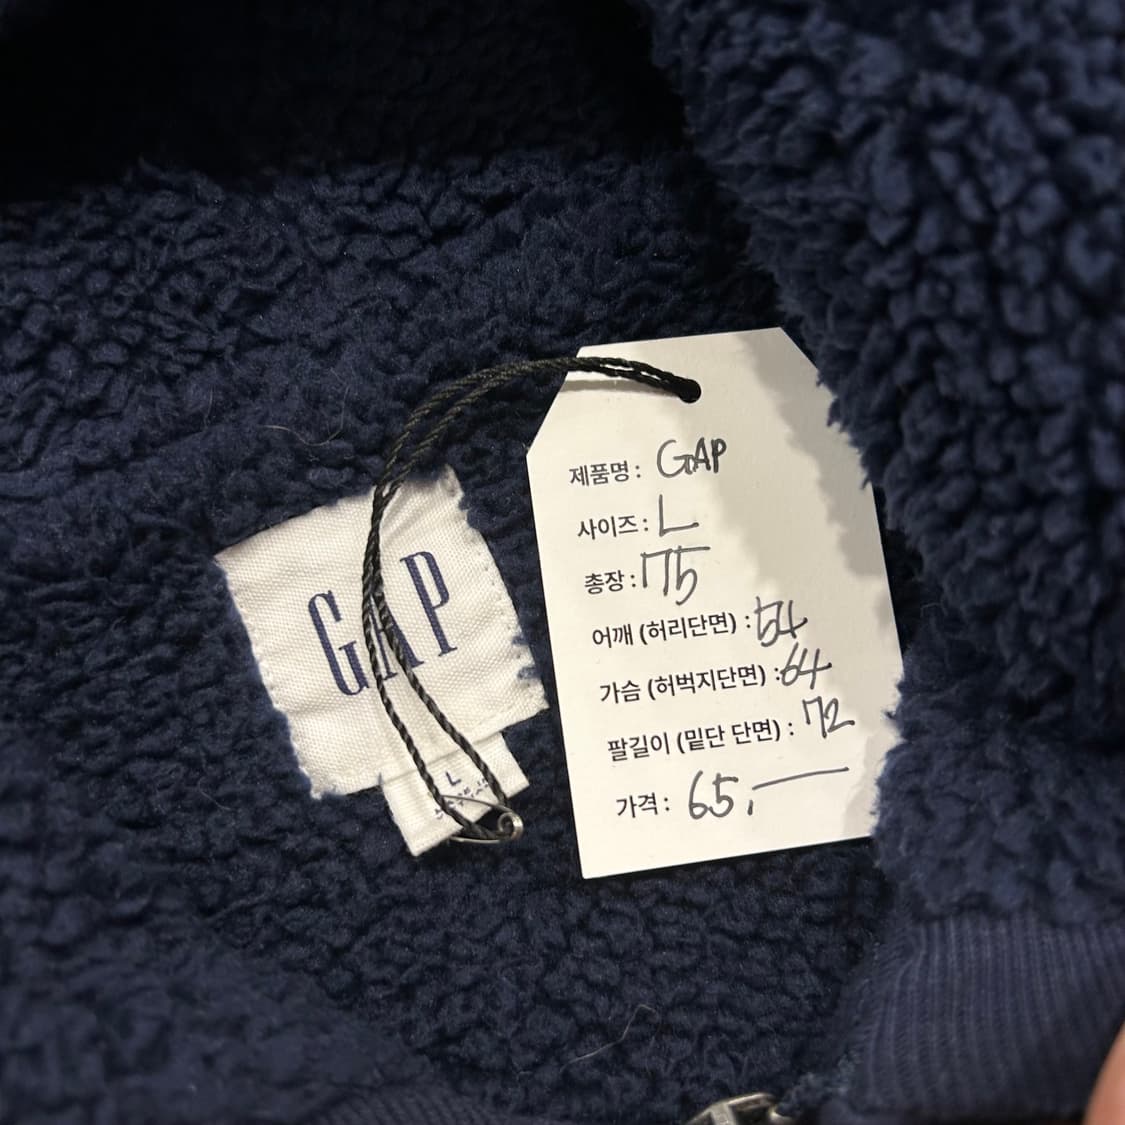 GAP
L
제품명 : GAP
사이즈 : L
총장 : 75
어깨 (허리단면) : 54
가슴 (허벅지단면) : 64
팔길이 (밑단 단면) : 72
가격 : 65,